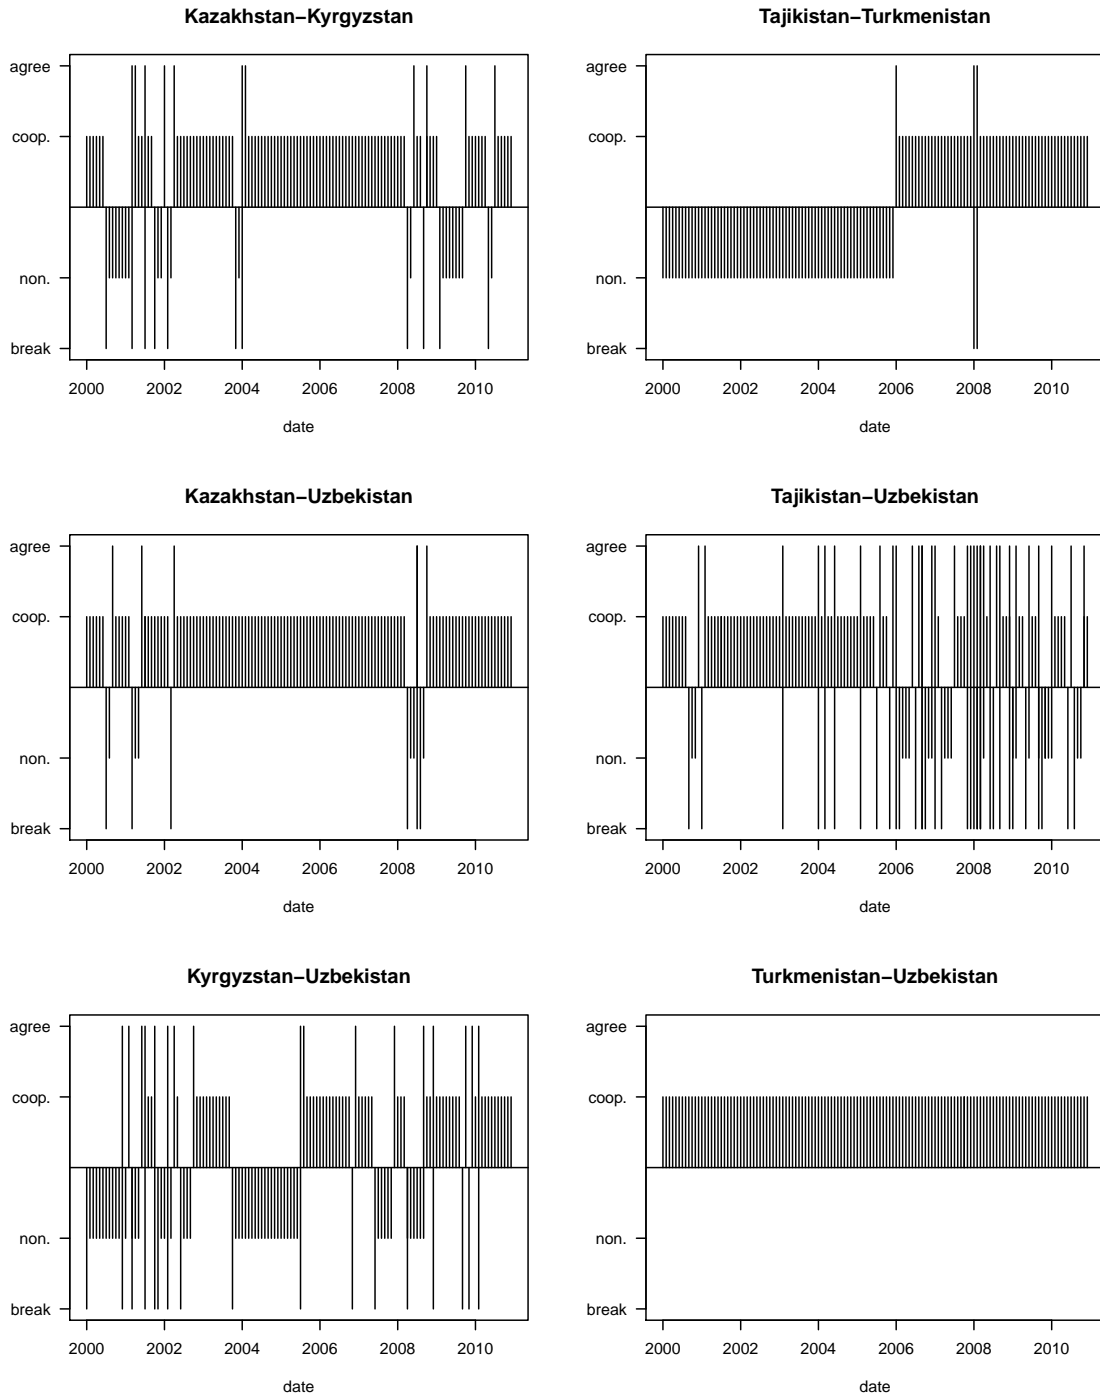 Kazakhstan−Kyrgyzstan
agree
coop.
non.
break
2000 2002 2004 2006 2008 2010
date
Tajikistan−Turkmenistan
agree
coop.
non.
break
2000 2002 2004 2006 2008 2010
date
Kazakhstan−Uzbekistan
agree
coop.
non.
break
2000 2002 2004 2006 2008 2010
date
Tajikistan−Uzbekistan
agree
coop.
non.
break
2000 2002 2004 2006 2008 2010
date
Kyrgyzstan−Uzbekistan
agree
coop.
non.
break
2000 2002 2004 2006 2008 2010
date
Turkmenistan−Uzbekistan
agree
coop.
non.
break
2000 2002 2004 2006 2008 2010
date